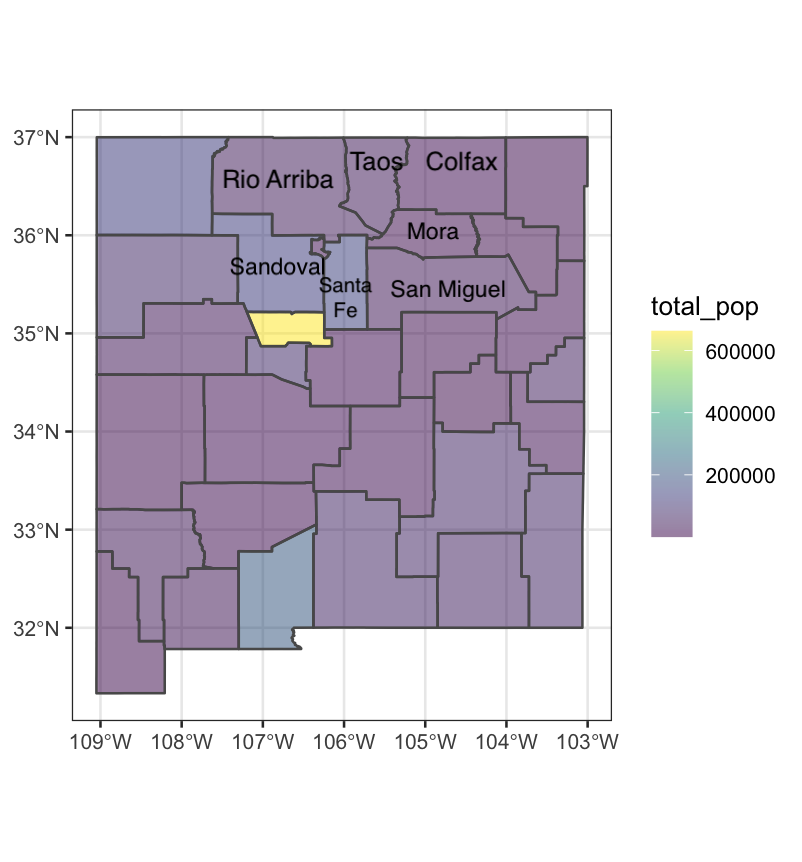 37°N
36°N
35°N
34°N
33°N
32°N
109°W 108°W 107°W 106°W 105°W 104°W 103°W
Rio Arriba
Taos
Colfax
Mora
Sandoval
Santa
Fe
San Miguel
total_pop
600000
400000
200000